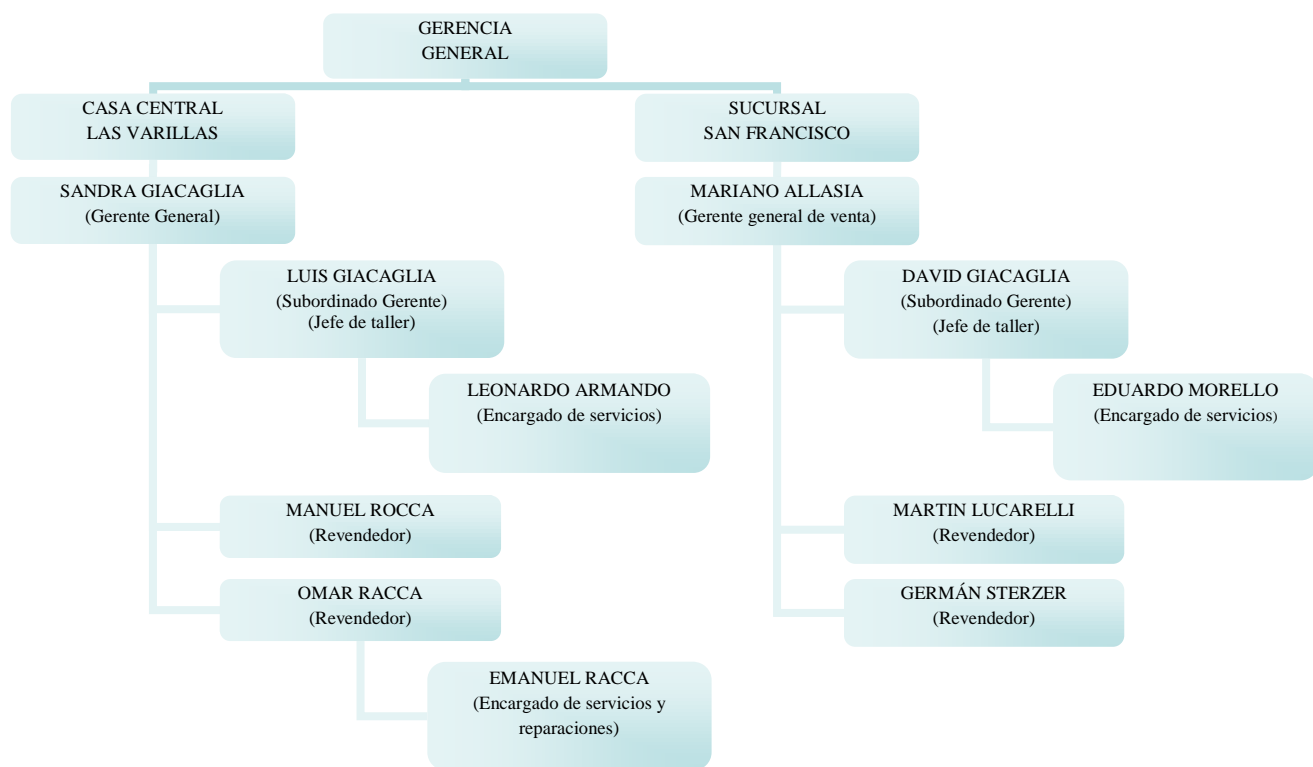 GERENCIA
GENERAL
CASA CENTRAL
LAS VARILLAS
SUCURSAL
SAN FRANCISCO
SANDRA GIACAGLIA
(Gerente General)
MARIANO ALLASIA
(Gerente general de venta)
LUIS GIACAGLIA
(Subordinado Gerente)
(Jefe de taller)
DAVID GIACAGLIA
(Subordinado Gerente)
(Jefe de taller)
LEONARDO ARMANDO
(Encargado de servicios)
EDUARDO MORELLO
(Encargado de servicios)
MANUEL ROCCA
(Revendedor)
MARTIN LUCARELLI
(Revendedor)
OMAR RACCA
(Revendedor)
GERMÁN STERZER
(Revendedor)
EMANUEL RACCA
(Encargado de servicios y
reparaciones)